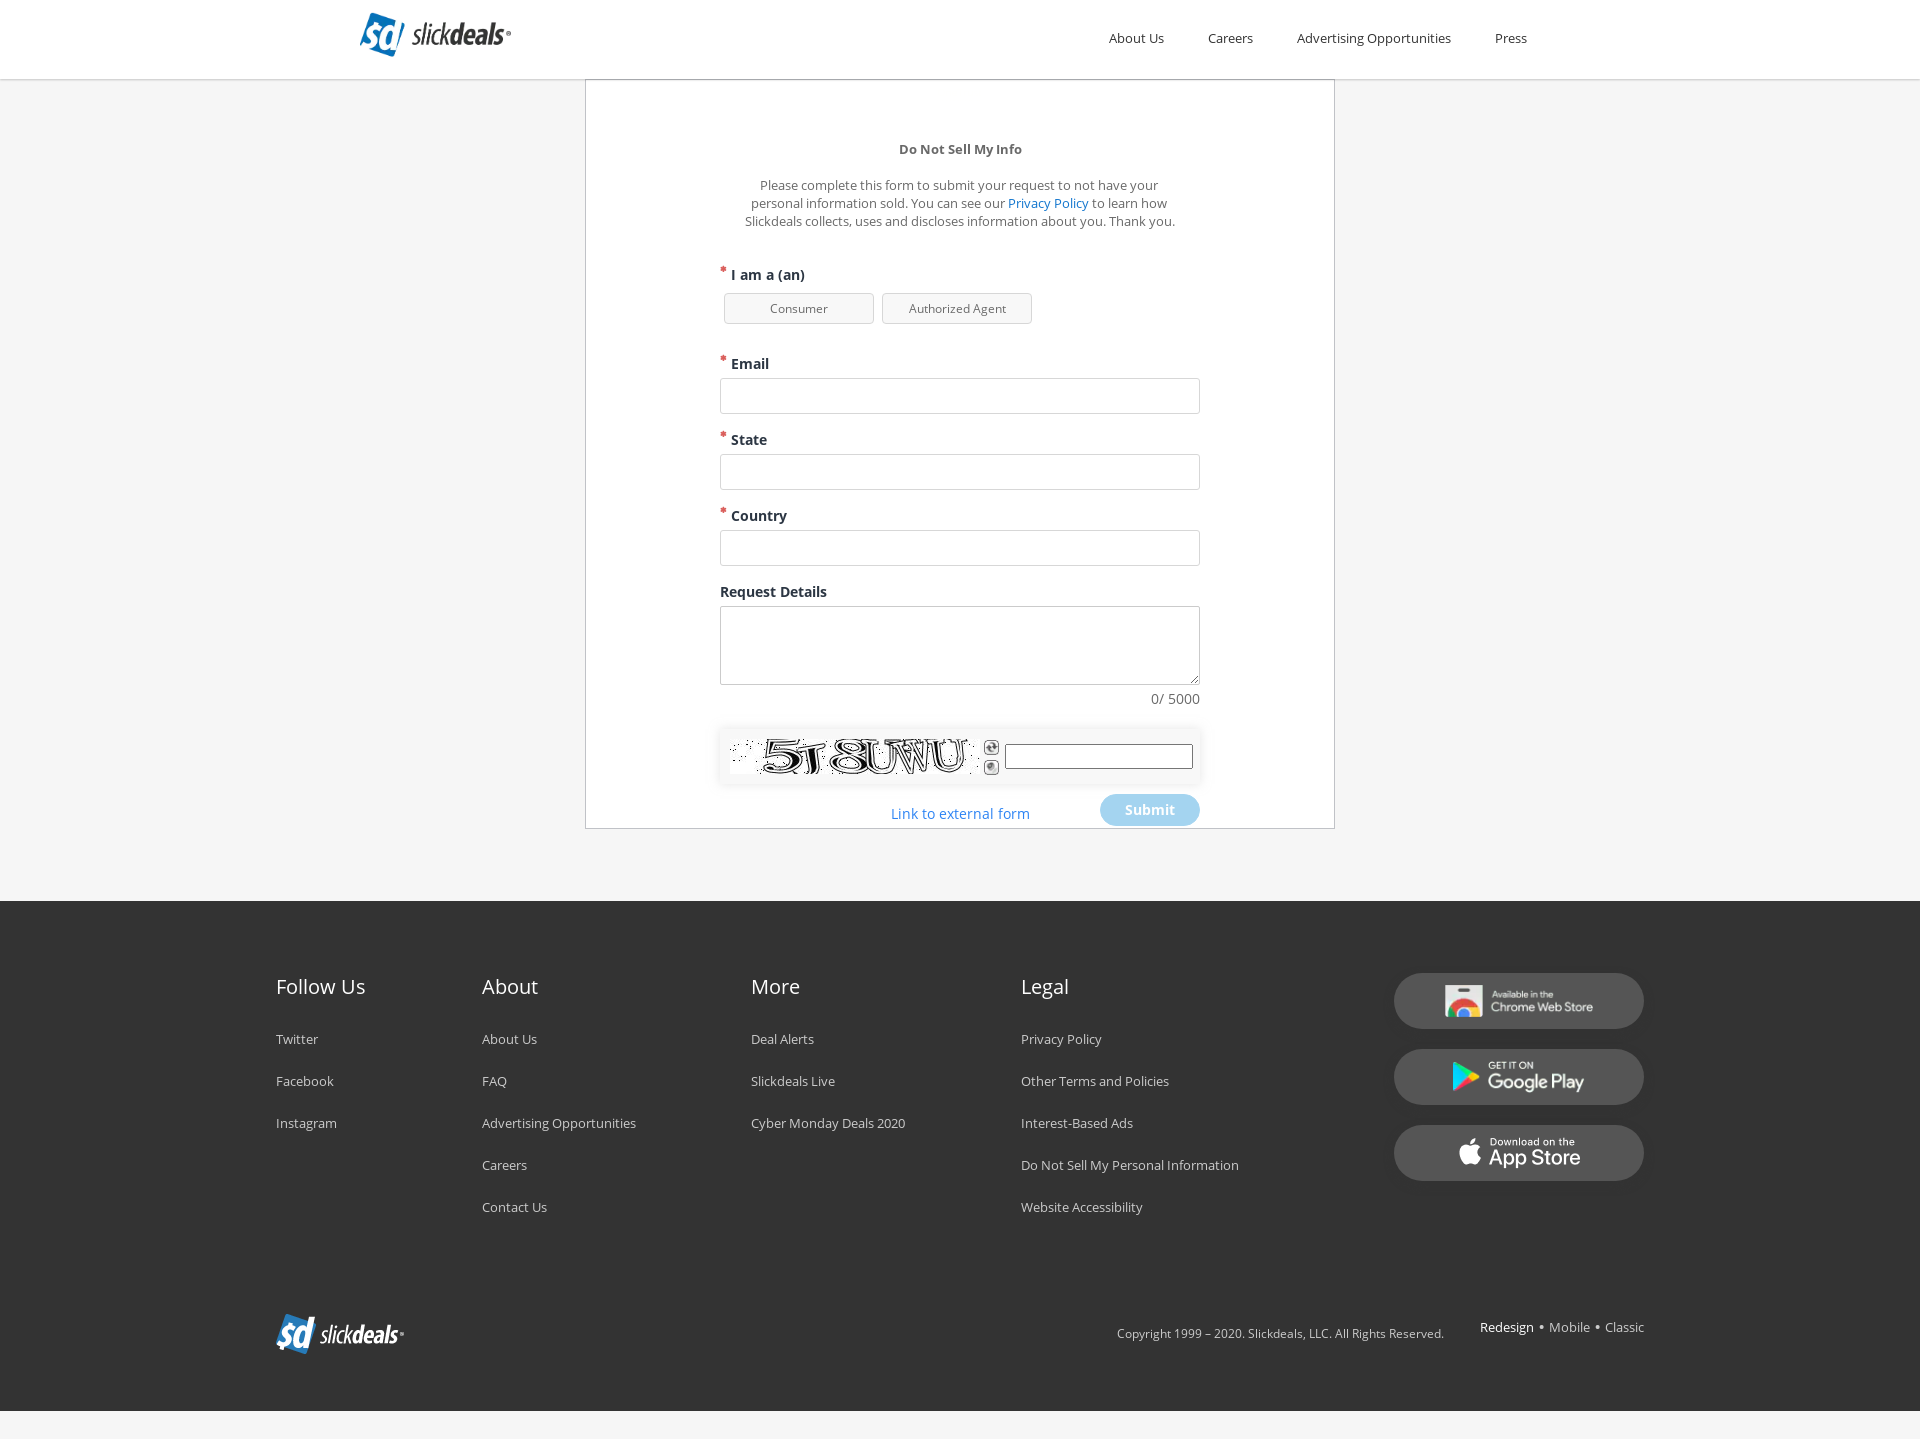 slickdeals
About Us
Careers
Advertising Opportunities
Press
Do Not Sell My Info
Please complete this form to submit your request to not have your
personal information sold. You can see our Privacy Policy to learn how
Slickdeals collects, uses and discloses information about you. Thank you.
* I am a (an)
Consumer
Authorized Agent
* Email
* State
* Country
Request Details
0/ 5000
Link to external form
Submit
Follow Us
Twitter
Facebook
Instagram
About
About Us
FAQ
Advertising Opportunities
Careers
Contact Us
More
Deal Alerts
Slickdeals Live
Cyber Monday Deals 2020
Legal
Privacy Policy
Other Terms and Policies
Interest-Based Ads
Do Not Sell My Personal Information
Website Accessibility
Available in the
Chrome Web Store
GET IT ON
Google Play
Download on the
App Store
slickdeals
Copyright 1999 – 2020. Slickdeals, LLC. All Rights Reserved.
Redesign • Mobile • Classic